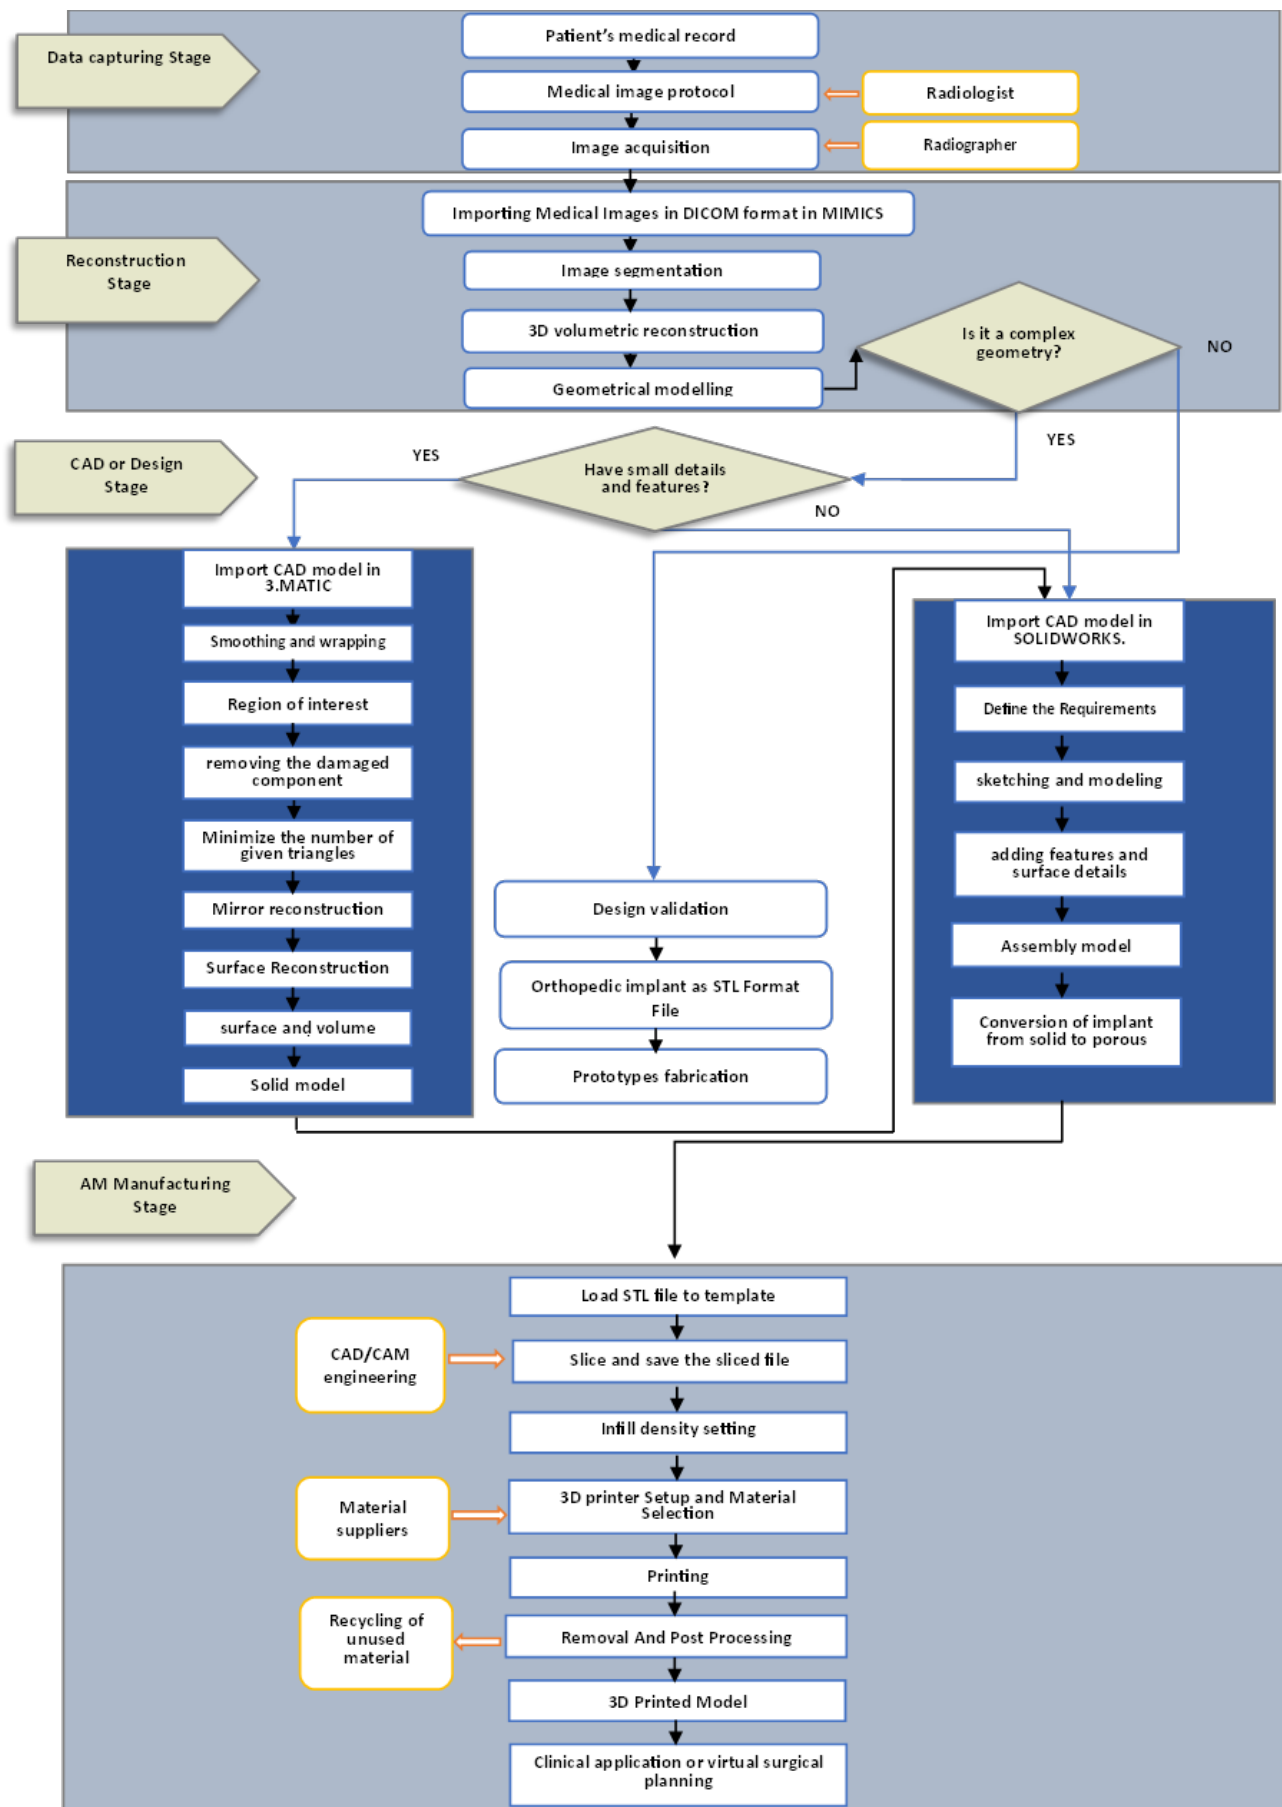 Data capturing Stage
Patient's medical record
Medical image protocol
Radiologist
Image acquisition
Radiographer
Reconstruction
Stage
Importing Medical Images in DICOM format in MIMICS
Image segmentation
3D volumetric reconstruction
Geometrical modelling
Is it a complex
geometry?
NO
YES
CAD or Design
Stage
YES
Have small details
and features?
NO
Import CAD model in
3.MATIC
Smoothing and wrapping
Region of interest
removing the damaged
component
Minimize the number of
given triangles
Mirror reconstruction
Surface Reconstruction
surface and volume
Solid model
Design validation
Orthopedic implant as STL Format
File
Prototypes fabrication
Import CAD model in
SOLIDWORKS.
Define the Requirements
sketching and modeling
adding features and
surface details
Assembly model
Conversion of implant
from solid to porous
AM Manufacturing
Stage
Load STL file to template
CAD/CAM
engineering
Slice and save the sliced file
Infill density setting
Material
suppliers
3D printer Setup and Material
Selection
Printing
Recycling of
unused
material
Removal And Post Processing
3D Printed Model
Clinical application or virtual surgical
planning